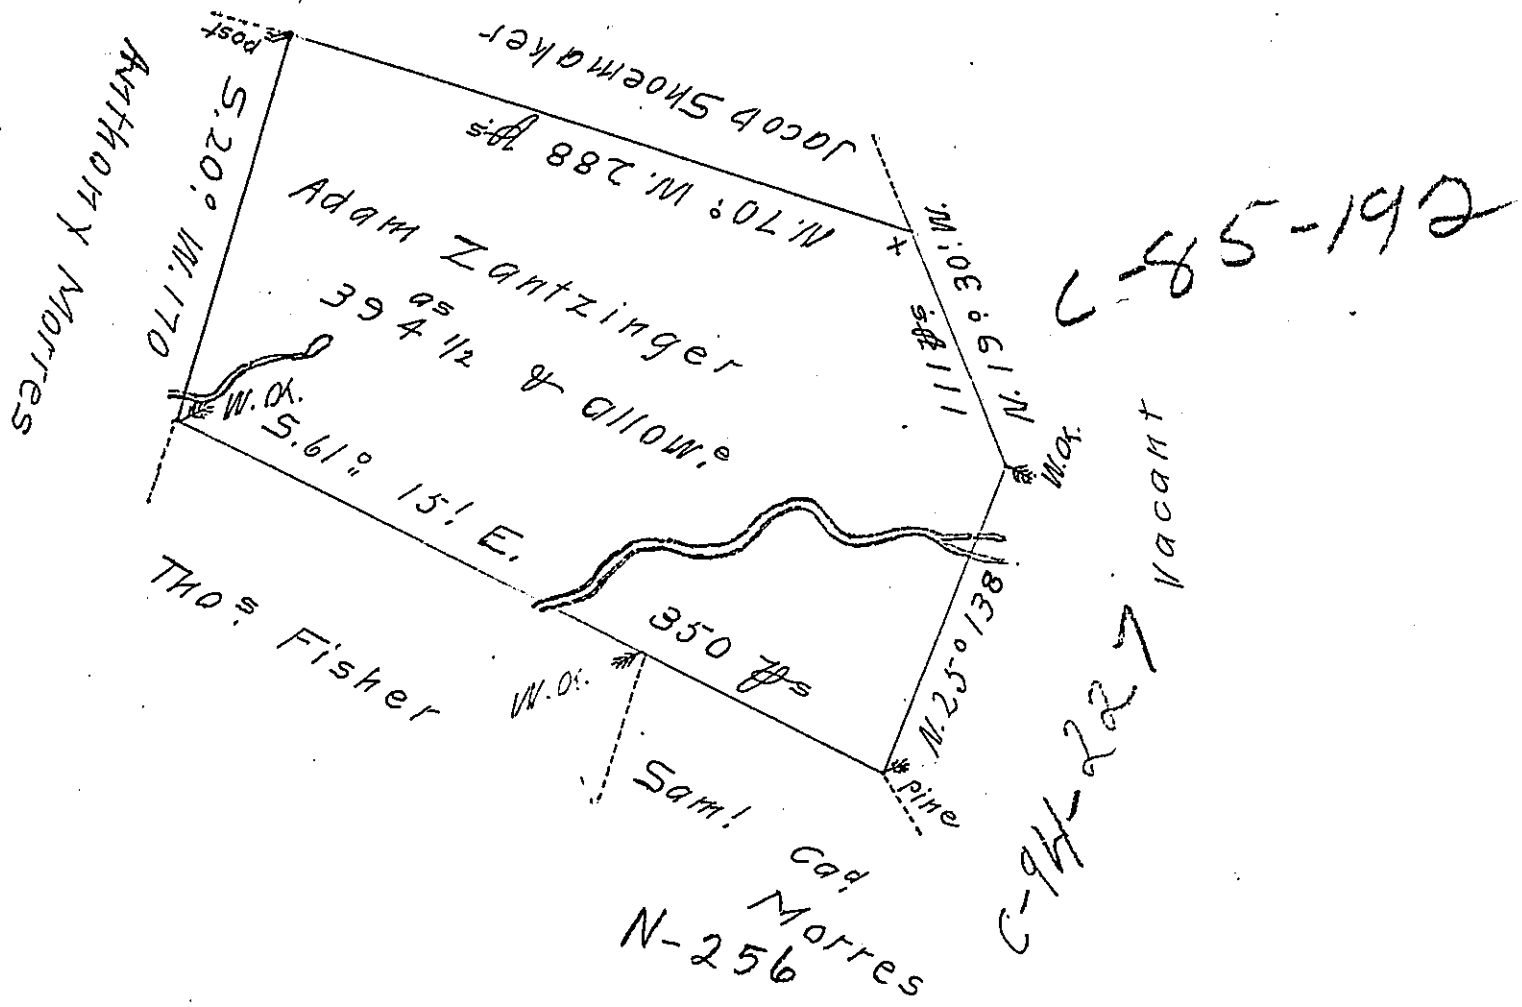 post
Jacob Shoemaker
N. 70° W. 288 ps
Anthony Morres
S. 20° W. 170
Adam Zantzinger
394 as 1/2 & allow.e
N. 19° 30' W.
111 ps
C-85-192
W.O.
S. 61° 15' E.
350 ps
W.O.
vacant
N. 25° 138
Thos. Fisher
W.O.
pine
Saml Cad Morres
N-256
C-94-227